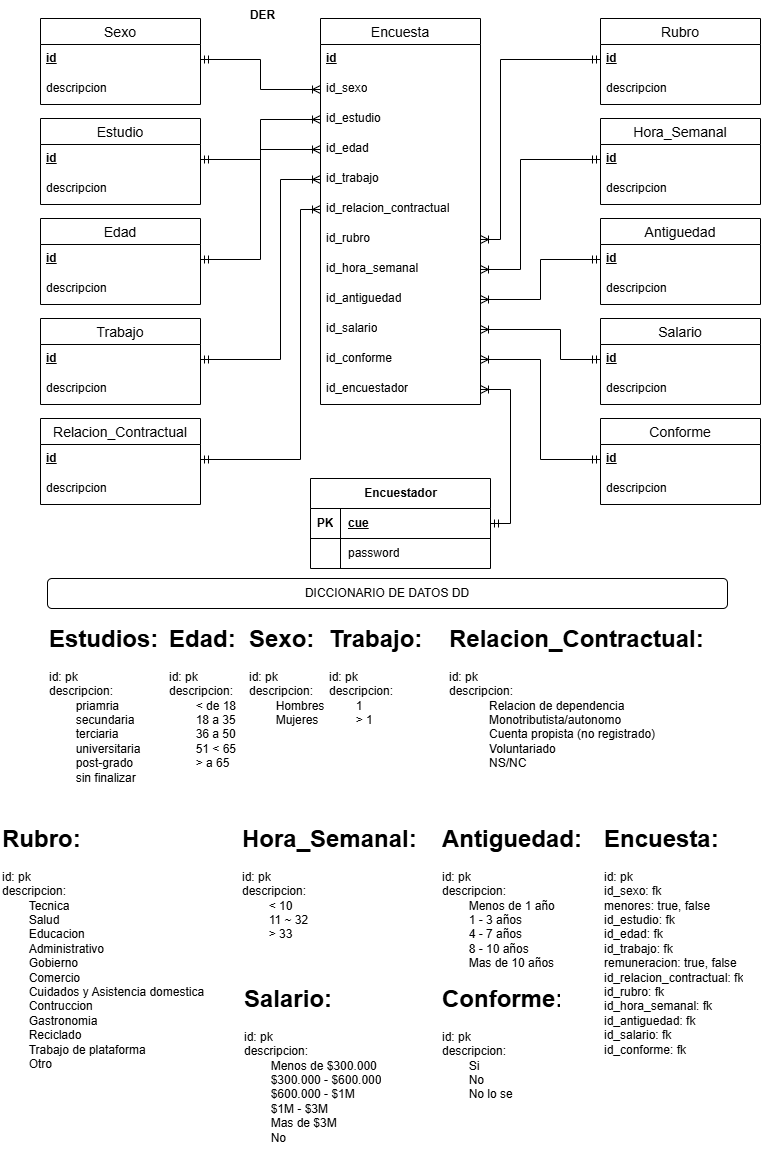 DER
Sexo
id
descripcion
Estudio
id
descripcion
Edad
id
descripcion
Trabajo
id
descripcion
Relacion_Contractual
id
descripcion
Encuesta
id
id_sexo
id_estudio
id_edad
id_trabajo
id_relacion_contractual
id_rubro
id_hora_semanal
id_antiguedad
id_salario
id_conforme
id_encuestador
Rubro
id
descripcion
Hora_Semanal
id
descripcion
Antiguedad
id
descripcion
Salario
id
descripcion
Conforme
id
descripcion
Encuestador
PK cue
password
DICCIONARIO DE DATOS DD
Estudios:
id: pk
descripcion:
priamria
secundaria
terciaria
universitaria
post-grado
sin finalizar
Edad:
id: pk
descripcion:
< de 18
18 a 35
36 a 50
51 < 65
> a 65
Sexo:
id: pk
descripcion:
Hombres
Mujeres
Trabajo:
id: pk
descripcion:
1
> 1
Relacion_Contractual:
id: pk
descripcion:
Relacion de dependencia
Monotributista/autonomo
Cuenta propista (no registrado)
Voluntariado
NS/NC
Rubro:
id: pk
descripcion:
Tecnica
Salud
Educacion
Administrativo
Gobierno
Comercio
Cuidados y Asistencia domestica
Contruccion
Gastronomia
Reciclado
Trabajo de plataforma
Otro
Hora_Semanal:
id: pk
descripcion:
< 10
11 ~ 32
> 33
Antiguedad:
id: pk
descripcion:
Menos de 1 año
1 - 3 años
4 - 7 años
8 - 10 años
Mas de 10 años
Encuesta:
id: pk
id_sexo: fk
menores: true, false
id_estudio: fk
id_edad: fk
id_trabajo: fk
remuneracion: true, false
id_relacion_contractual: fk
id_rubro: fk
id_hora_semanal: fk
id_antiguedad: fk
id_salario: fk
id_conforme: fk
Salario:
id: pk
descripcion:
Menos de $300.000
$300.000 - $600.000
$600.000 - $1M
$1M - $3M
Mas de $3M
No
Conforme:
id: pk
descripcion:
Si
No
No lo se